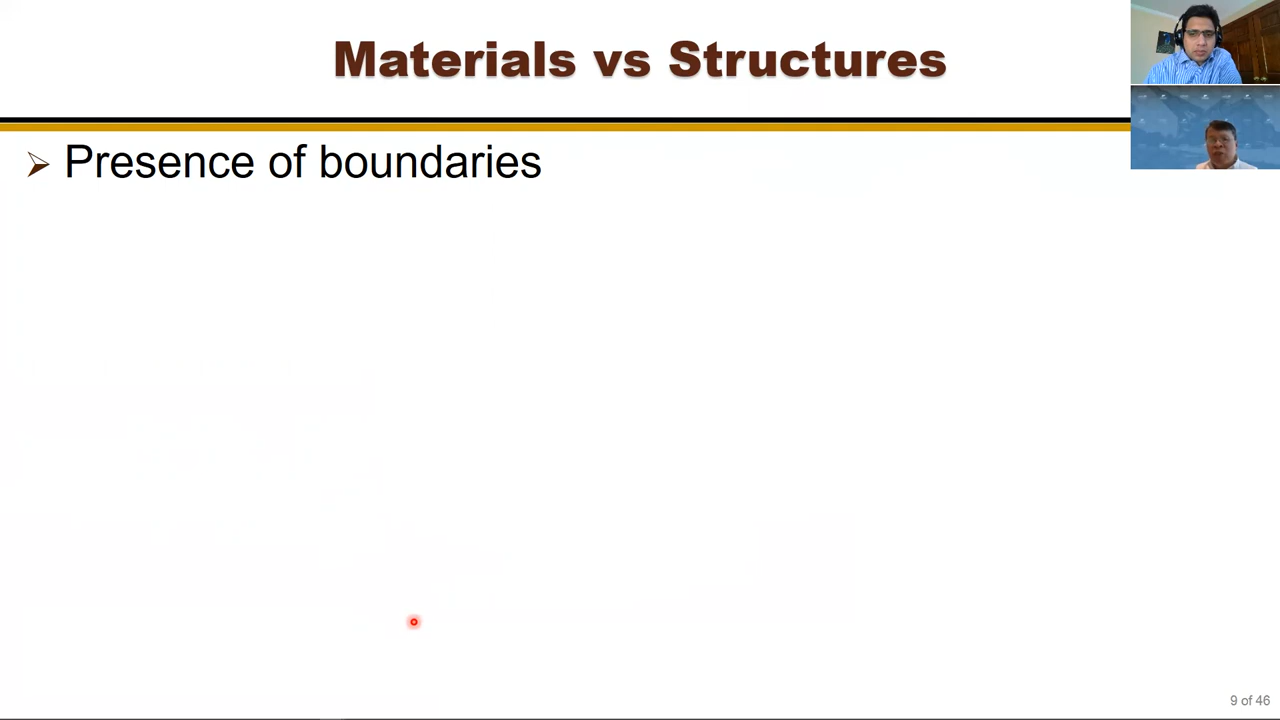 Materials vs Structures
Presence of boundaries
9 of 46